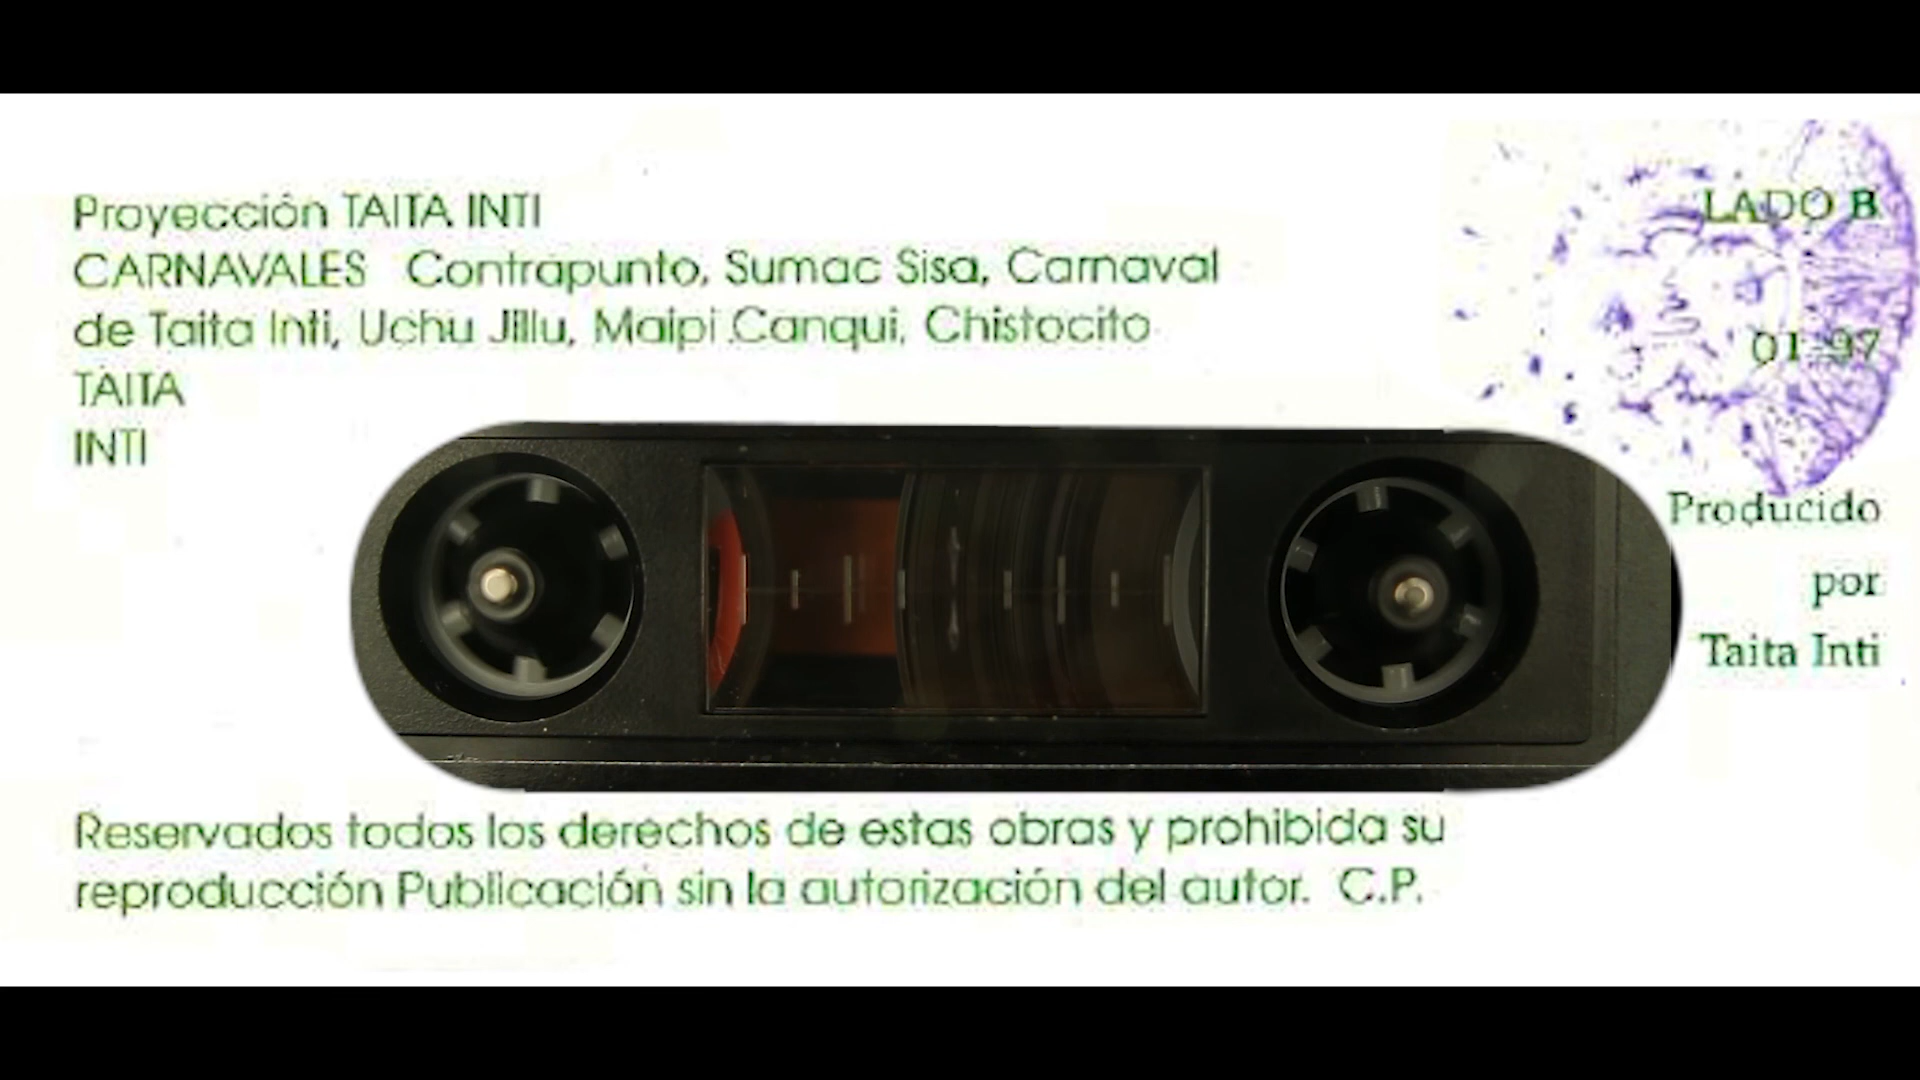 Proyección TAITA INTI
CARNAVALES Contrapunto, Sumac Sisa, Carnaval
de Taita Inti, Uchu Jillu, Maipi Canqui, Chistocito
TAITA
INTI
LADO B
01-97
Producido
por
Taita Inti
Reservados todos los derechos de estas obras y prohibida su
reproducción Publicación sin la autorización del autor. C.P.